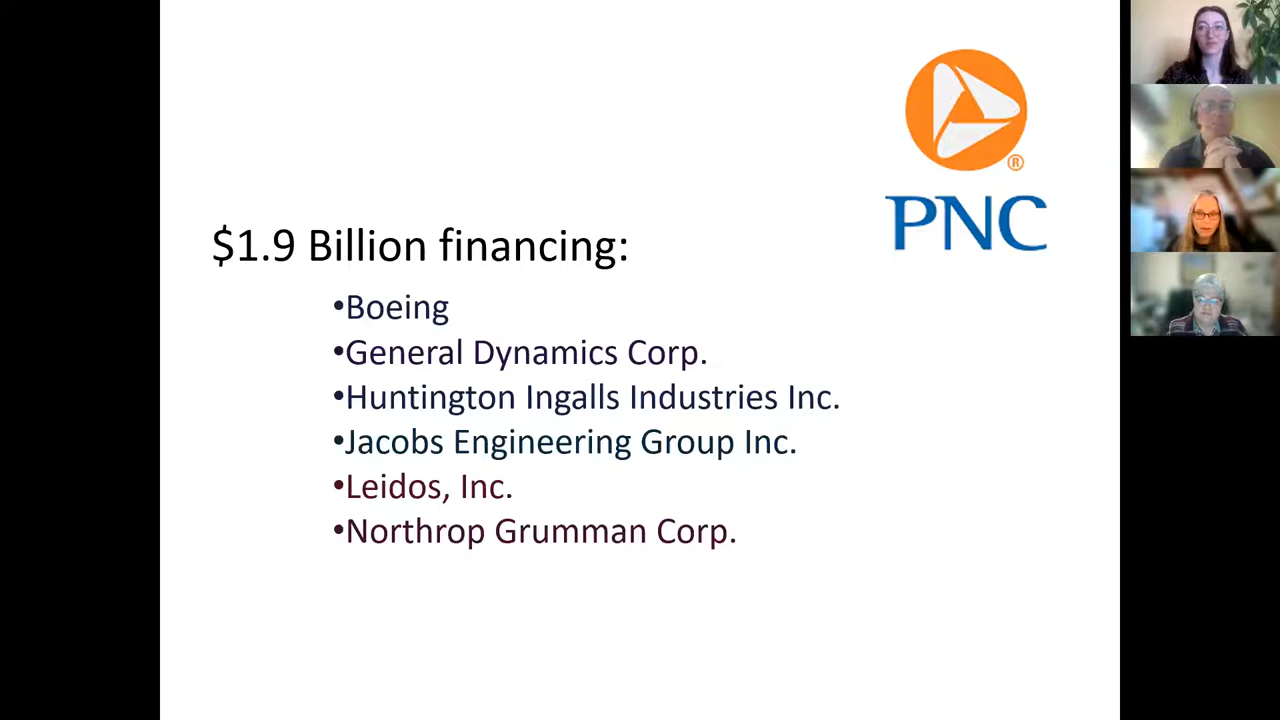 PNC
$1.9 Billion financing:
•Boeing
•General Dynamics Corp.
•Huntington Ingalls Industries Inc.
•Jacobs Engineering Group Inc.
•Leidos, Inc.
•Northrop Grumman Corp.